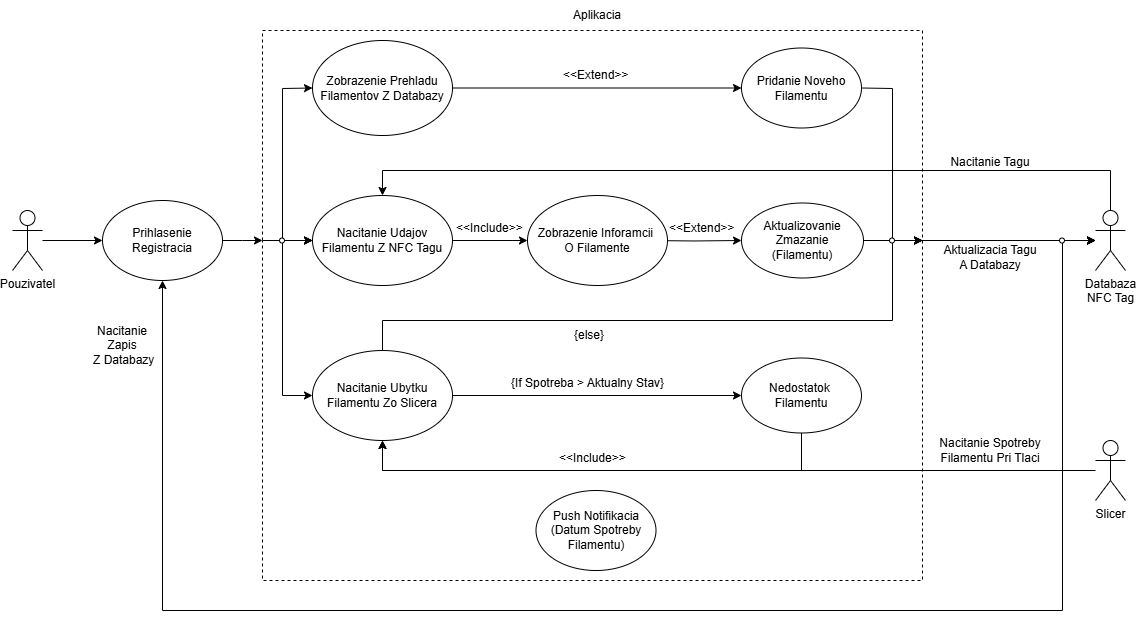 Aplikacia
Zobrazenie Prehladu
Filamentov Z Databazy
<<Extend>>
Pridanie Noveho
Filamentu
Nacitanie Tagu
Pouzivatel
Prihlasenie
Registracia
Nacitanie Udajov
Filamentu Z NFC Tagu
<<Include>>
Zobrazenie Inforamcii
O Filamente
<<Extend>>
Aktualizovanie
Zmazanie
(Filamentu)
Aktualizacia Tagu
A Databazy
Databaza
NFC Tag
Nacitanie
Zapis
Z Databazy
{else}
Nacitanie Ubytku
Filamentu Zo Slicera
{If Spotreba > Aktualny Stav}
Nedostatok
Filamentu
<<Include>>
Nacitanie Spotreby
Filamentu Pri Tlaci
Slicer
Push Notifikacia
(Datum Spotreby
Filamentu)